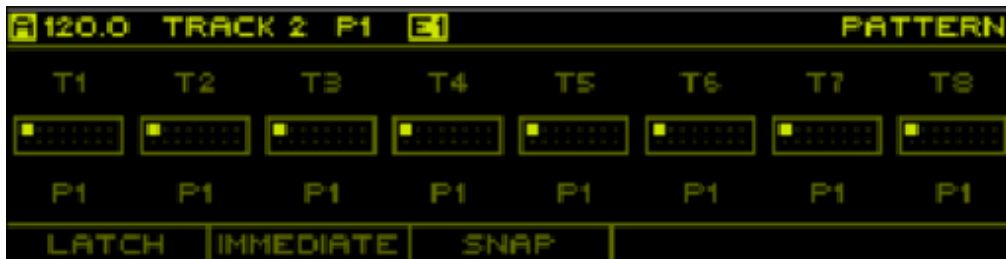 A 120.0 TRACK 2 P1 E1 PATTERN
T1 T2 T3 T4 T5 T6 T7 T8
P1 P1 P1 P1 P1 P1 P1 P1
LATCH IMMEDIATE SNAP